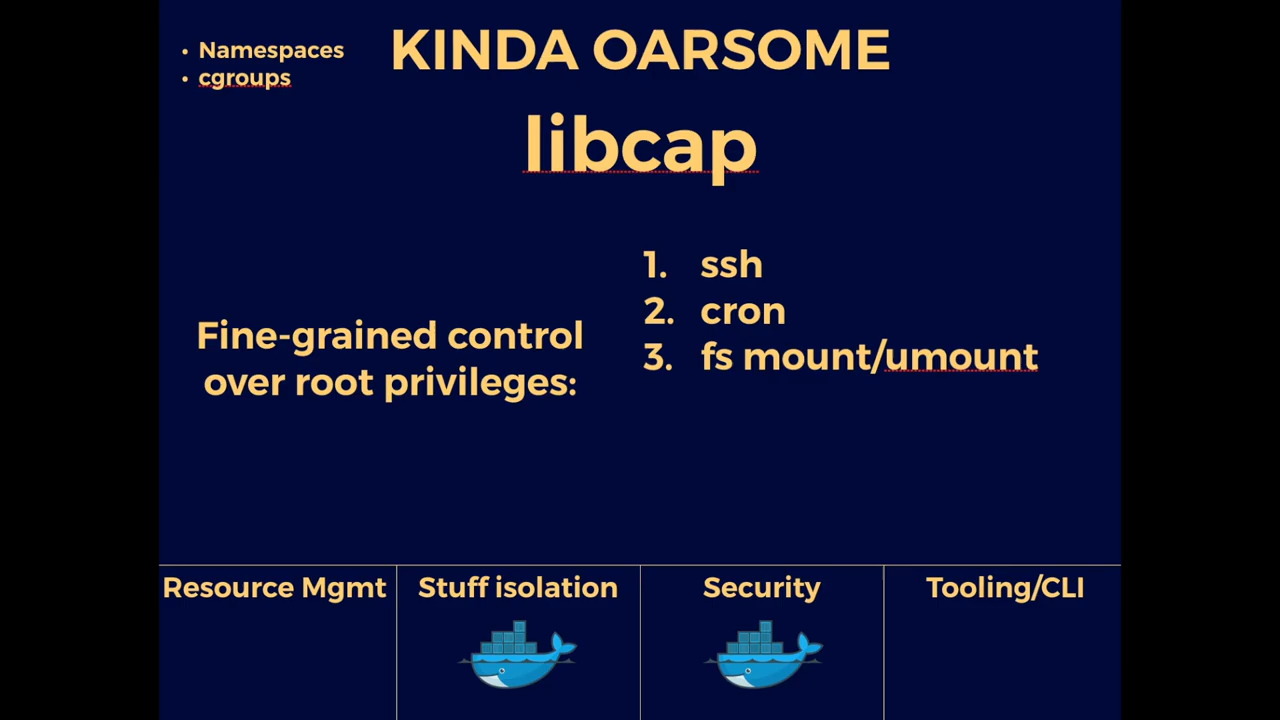 • Namespaces
• cgroups
KINDA OARSOME
libcap
Fine-grained control
over root privileges:
1. ssh
2. cron
3. fs mount/umount
Resource Mgmt
Stuff isolation
Security
Tooling/CLI